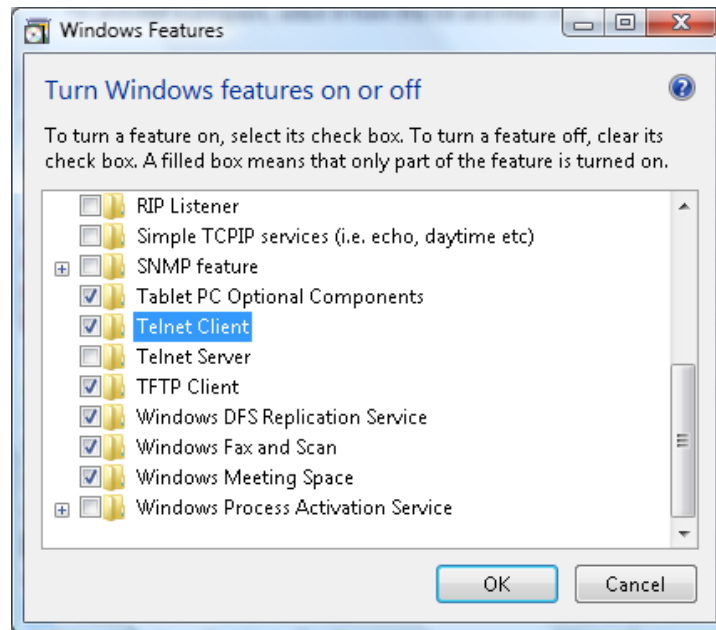 Windows Features
Turn Windows features on or off
To turn a feature on, select its check box. To turn a feature off, clear its
check box. A filled box means that only part of the feature is turned on.
RIP Listener
Simple TCPIP services (i.e. echo, daytime etc)
SNMP feature
Tablet PC Optional Components
Telnet Client
Telnet Server
TFTP Client
Windows DFS Replication Service
Windows Fax and Scan
Windows Meeting Space
Windows Process Activation Service
OK Cancel